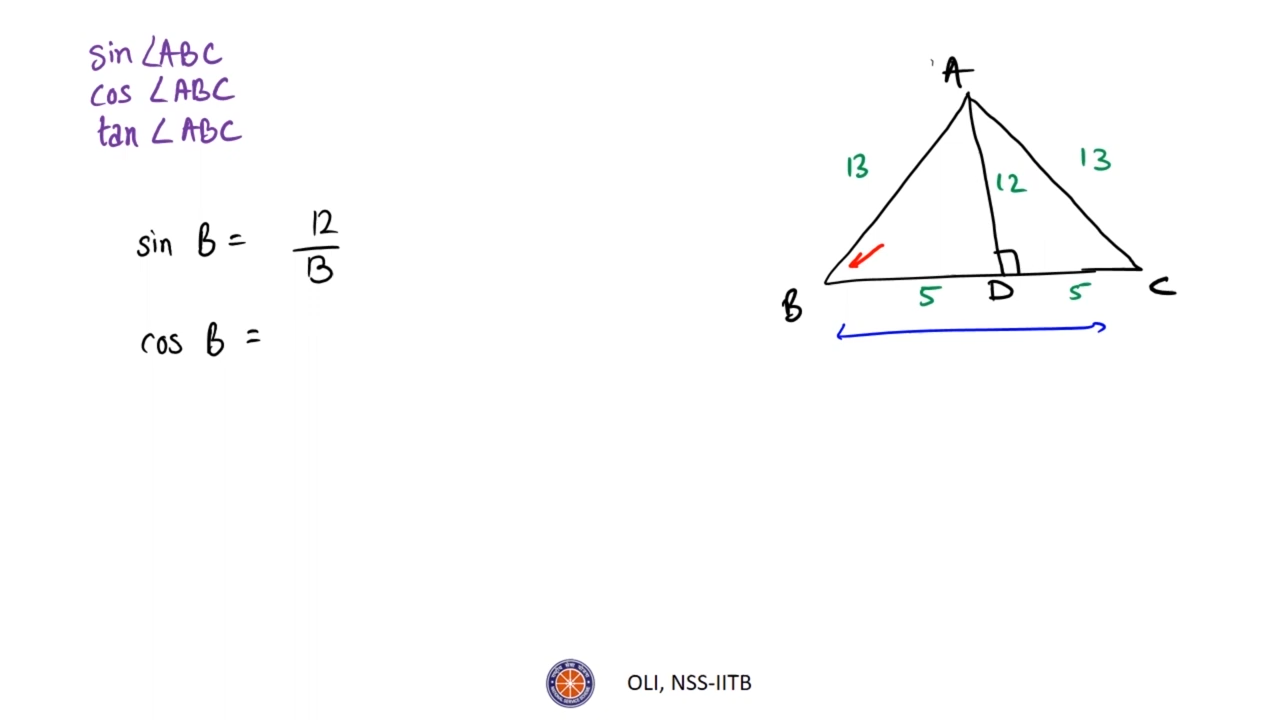 sin ∠ABC
cos ∠ABC
tan ∠ABC
sin B = 12/13
cos B =
A
13
13
12
B
5
D
5
C
OLI, NSS-IITB